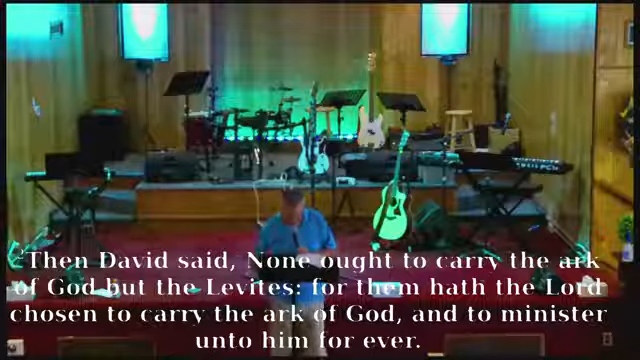 ²Then David said, None ought to carry the ark
of God but the Levites: for them hath the Lord
chosen to carry the ark of God, and to minister
unto him for ever.